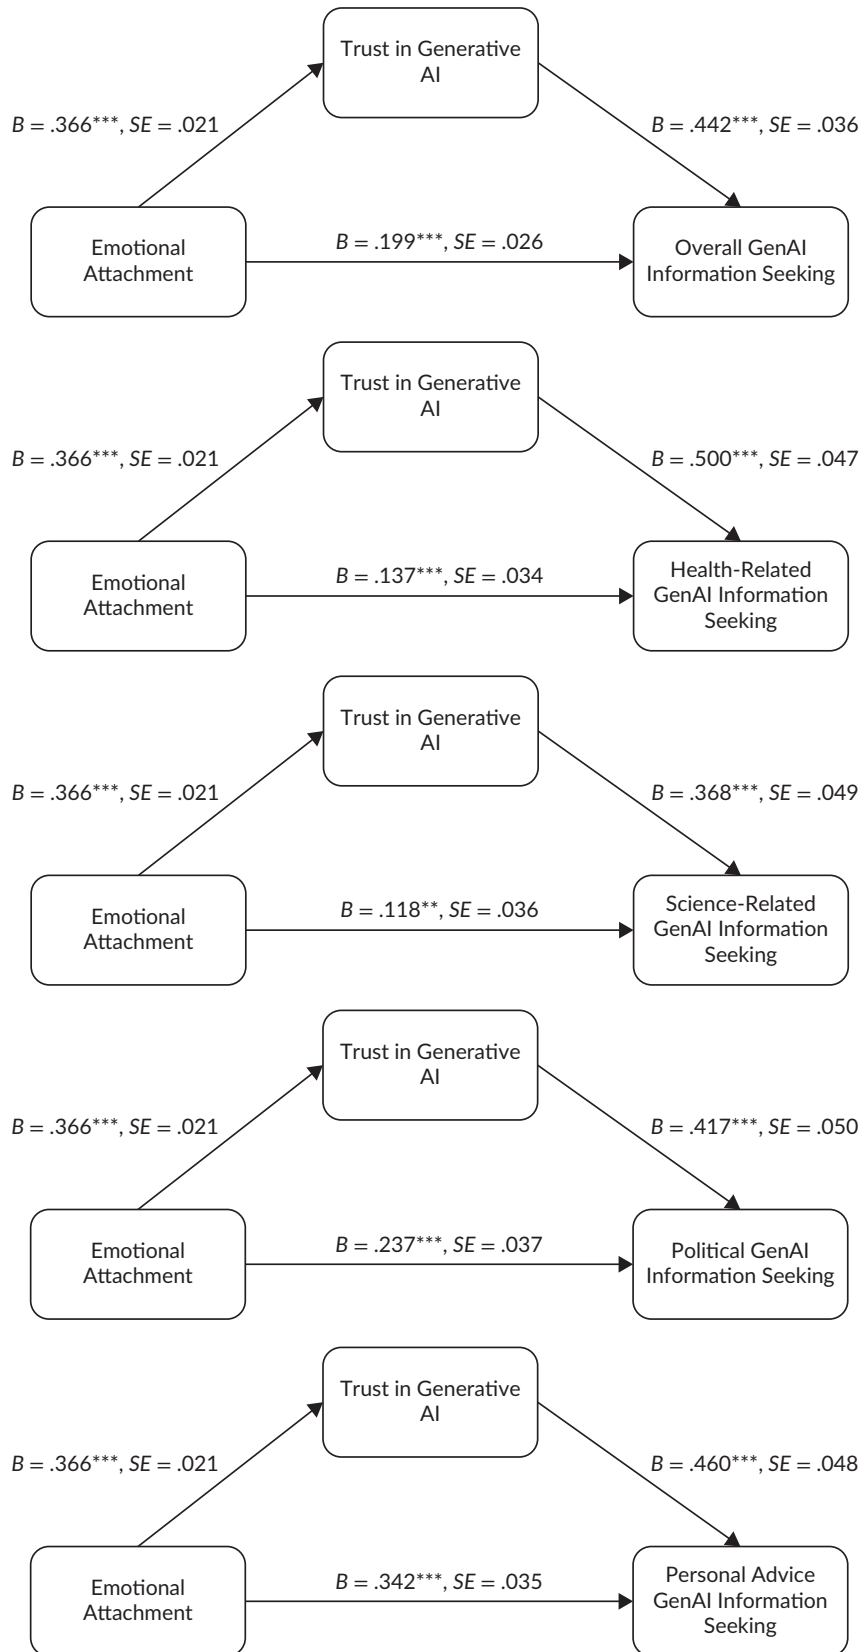 Trust in Generative
AI
B = .366***, SE = .021
B = .442***, SE = .036
Emotional
Attachment
B = .199***, SE = .026
Overall GenAI
Information Seeking
Trust in Generative
AI
B = .366***, SE = .021
B = .500***, SE = .047
Emotional
Attachment
B = .137***, SE = .034
Health-Related
GenAI Information
Seeking
Trust in Generative
AI
B = .366***, SE = .021
B = .368***, SE = .049
Emotional
Attachment
B = .118**, SE = .036
Science-Related
GenAI Information
Seeking
Trust in Generative
AI
B = .366***, SE = .021
B = .417***, SE = .050
Emotional
Attachment
B = .237***, SE = .037
Political GenAI
Information Seeking
Trust in Generative
AI
B = .366***, SE = .021
B = .460***, SE = .048
Emotional
Attachment
B = .342***, SE = .035
Personal Advice
GenAI Information
Seeking